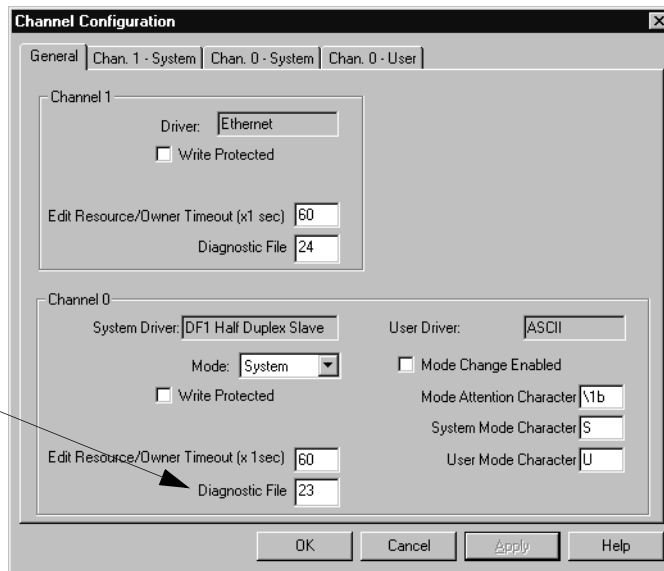 Channel Configuration
General
Chan. 1 - System
Chan. 0 - System
Chan. 0 - User
Channel 1
Driver: Ethernet
Write Protected
Edit Resource/Owner Timeout (x1 sec) 60
Diagnostic File 24
Channel 0
System Driver: DF1 Half Duplex Slave
User Driver: ASCII
Mode: System
Mode Change Enabled
Write Protected
Mode Attention Character \1b
System Mode Character S
Edit Resource/Owner Timeout (x 1sec) 60
User Mode Character U
Diagnostic File 23
OK
Cancel
Apply
Help